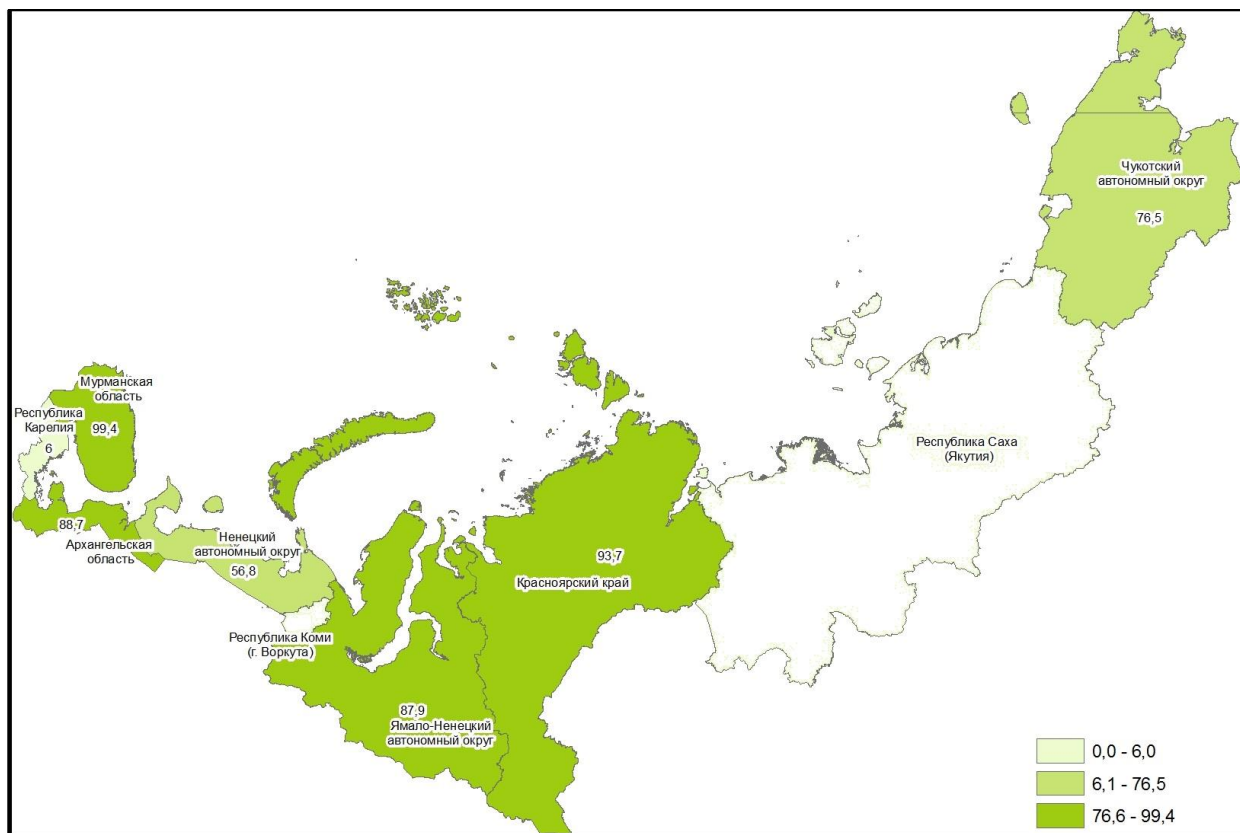 Чукотский
автономный округ
76,5
Мурманская
область
99,4
Республика
Карелия
6
Республика Саха
(Якутия)
88,7
Архангельская
область
Ненецкий
автономный округ
56,8
93,7
Красноярский край
Республика Коми
(г. Воркута)
87,9
Ямало-Ненецкий
автономный округ
0,0 - 6,0
6,1 - 76,5
76,6 - 99,4